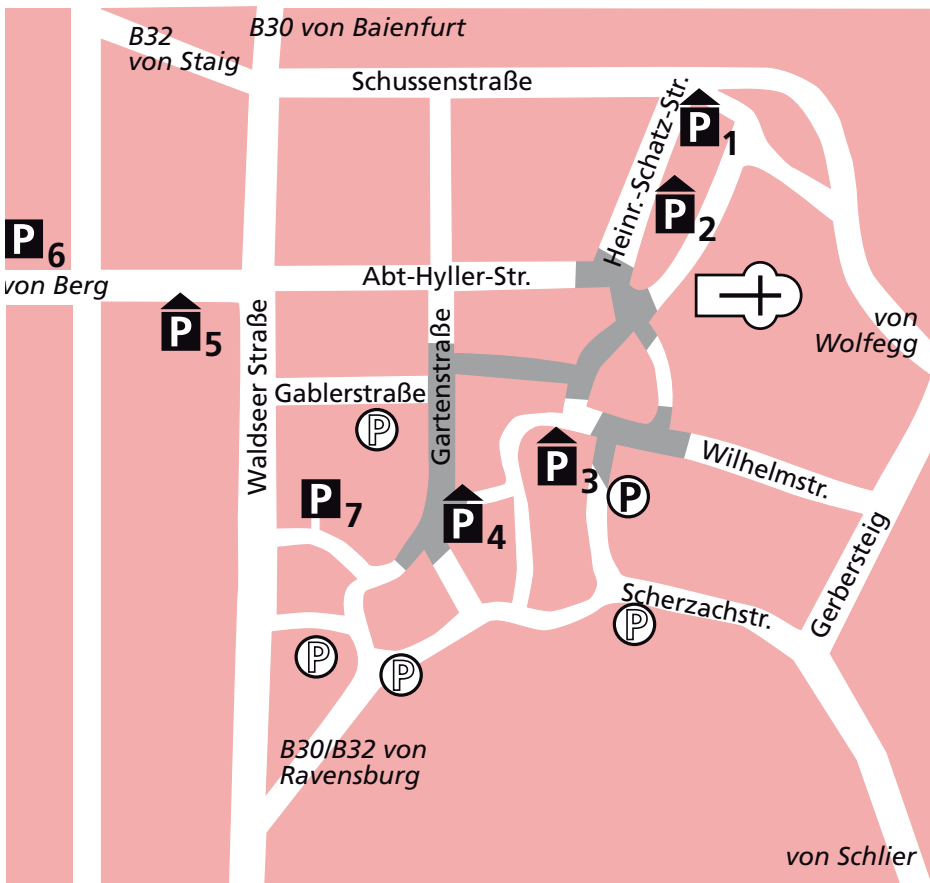 B32
von Staig
B30 von Baienfurt
Schussenstraße
Heinr.-Schatz-Str.
P 1
P 2
P 6
von Berg
Abt-Hyller-Str.
P 5
von
Wolfegg
Waldseer Straße
Gartenstraße
Gablerstraße
P
P 3
Wilhelmstr.
P 7
P 4
P
Gerbersteig
Scherzachstr.
P
P
P
B30/B32 von
Ravensburg
von Schlier